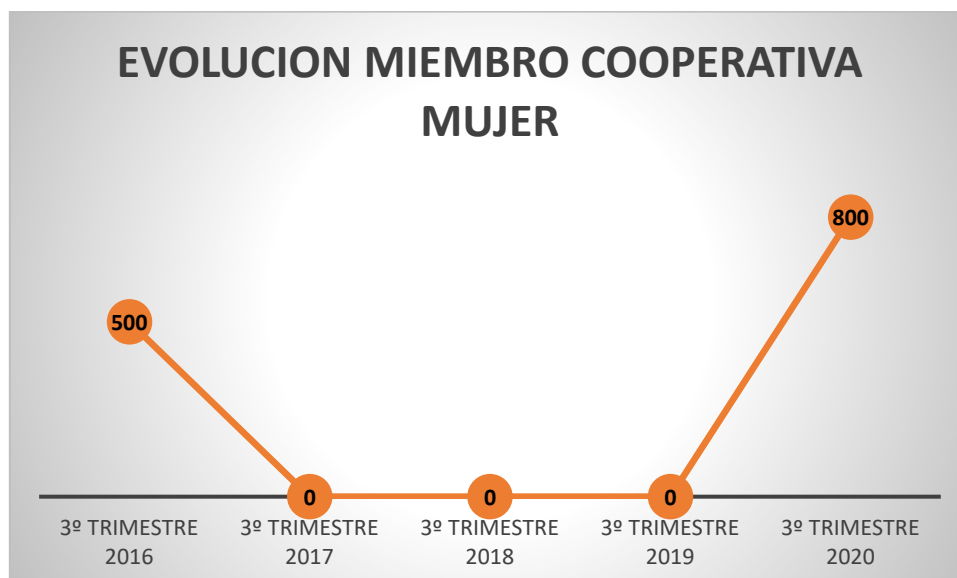 EVOLUCION MIEMBRO COOPERATIVA
MUJER
800
500
0
0
0
3º TRIMESTRE
2016
3º TRIMESTRE
2017
3º TRIMESTRE
2018
3º TRIMESTRE
2019
3º TRIMESTRE
2020